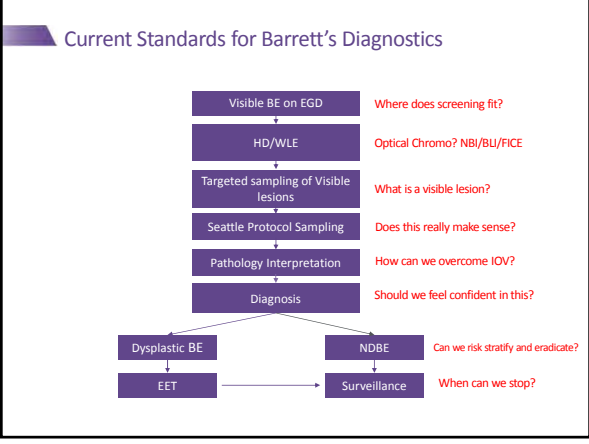 Current Standards for Barrett's Diagnostics
Visible BE on EGD
Where does screening fit?
HD/WLE
Optical Chromo? NBI/BLI/FICE
Targeted sampling of Visible
lesions
What is a visible lesion?
Seattle Protocol Sampling
Does this really make sense?
Pathology Interpretation
How can we overcome IOV?
Diagnosis
Should we feel confident in this?
Dysplastic BE
NDBE
Can we risk stratify and eradicate?
EET
Surveillance
When can we stop?